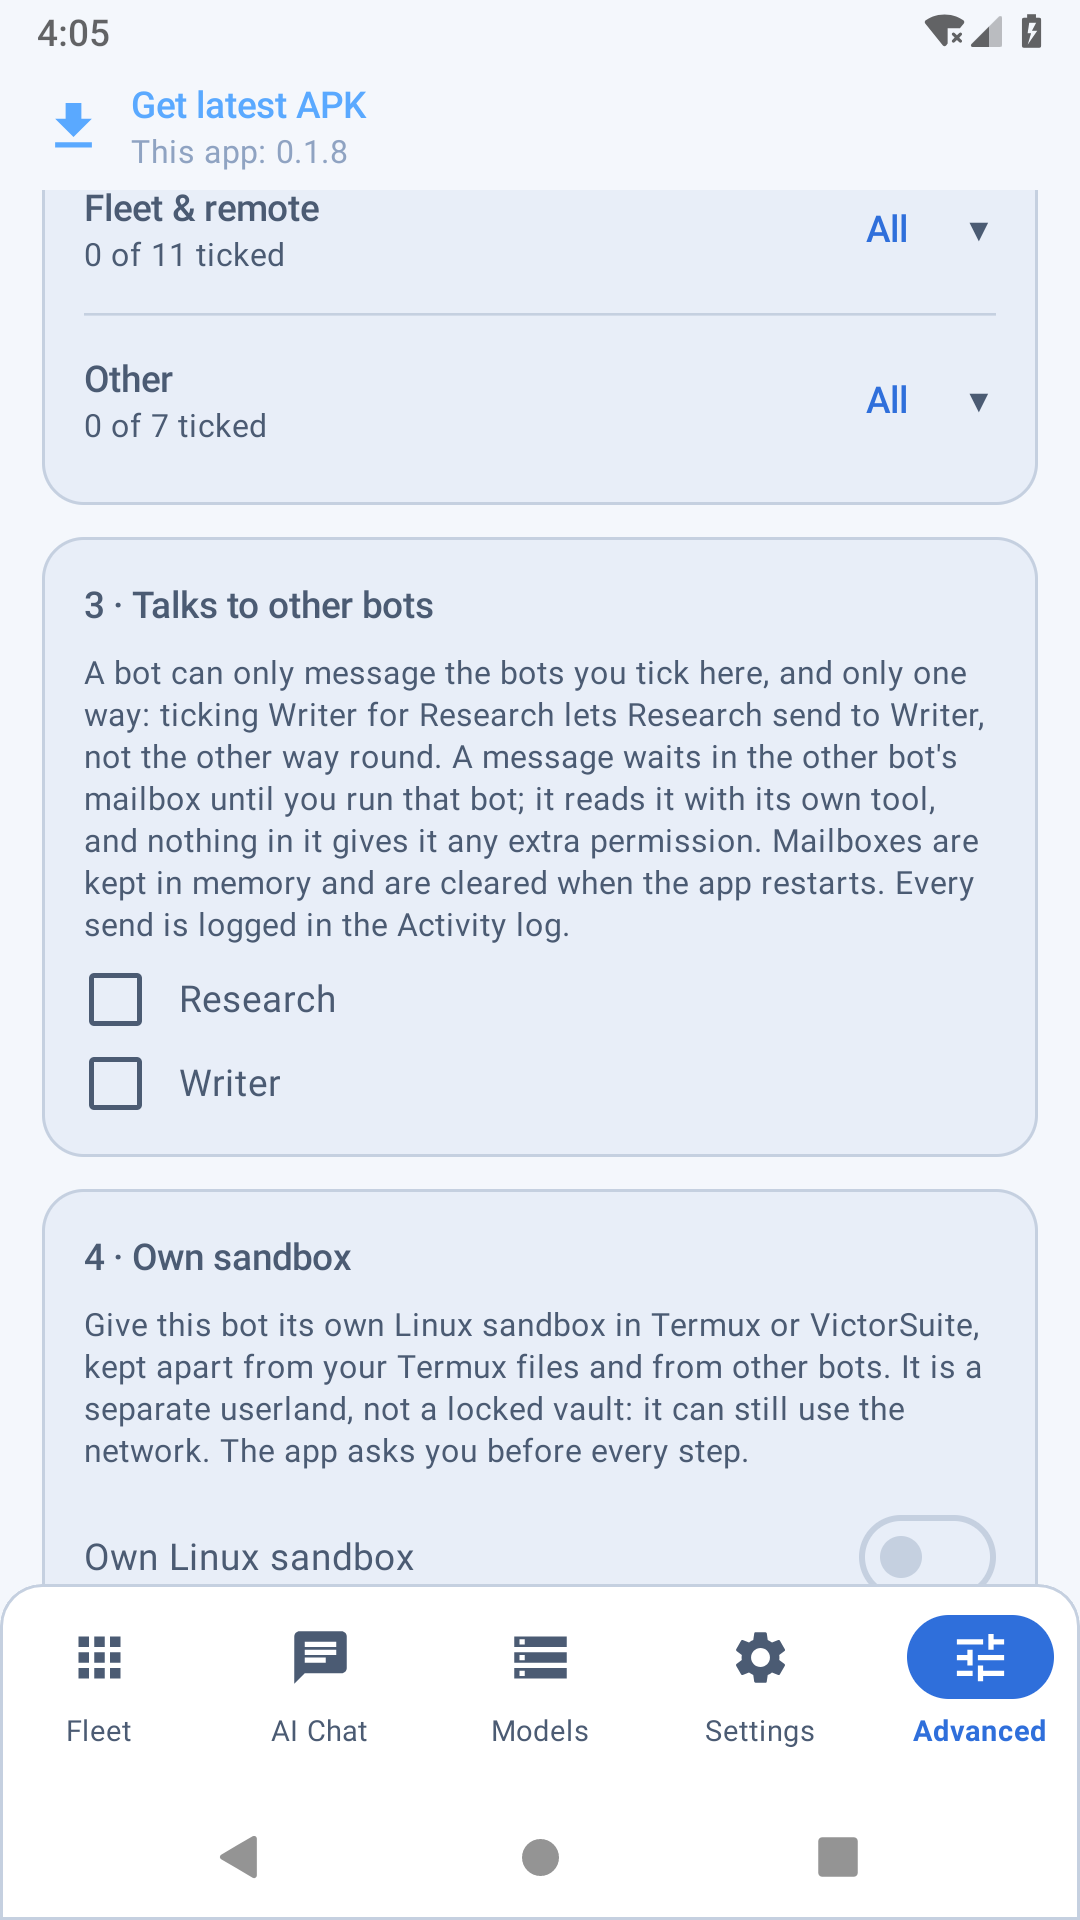 4:05
Get latest APK
This app: 0.1.8
Fleet & remote
0 of 11 ticked
All
Other
0 of 7 ticked
All
3 · Talks to other bots
A bot can only message the bots you tick here, and only one
way: ticking Writer for Research lets Research send to Writer,
not the other way round. A message waits in the other bot's
mailbox until you run that bot; it reads it with its own tool,
and nothing in it gives it any extra permission. Mailboxes are
kept in memory and are cleared when the app restarts. Every
send is logged in the Activity log.
Research
Writer
4 · Own sandbox
Give this bot its own Linux sandbox in Termux or VictorSuite,
kept apart from your Termux files and from other bots. It is a
separate userland, not a locked vault: it can still use the
network. The app asks you before every step.
Own Linux sandbox
Fleet
AI Chat
Models
Settings
Advanced